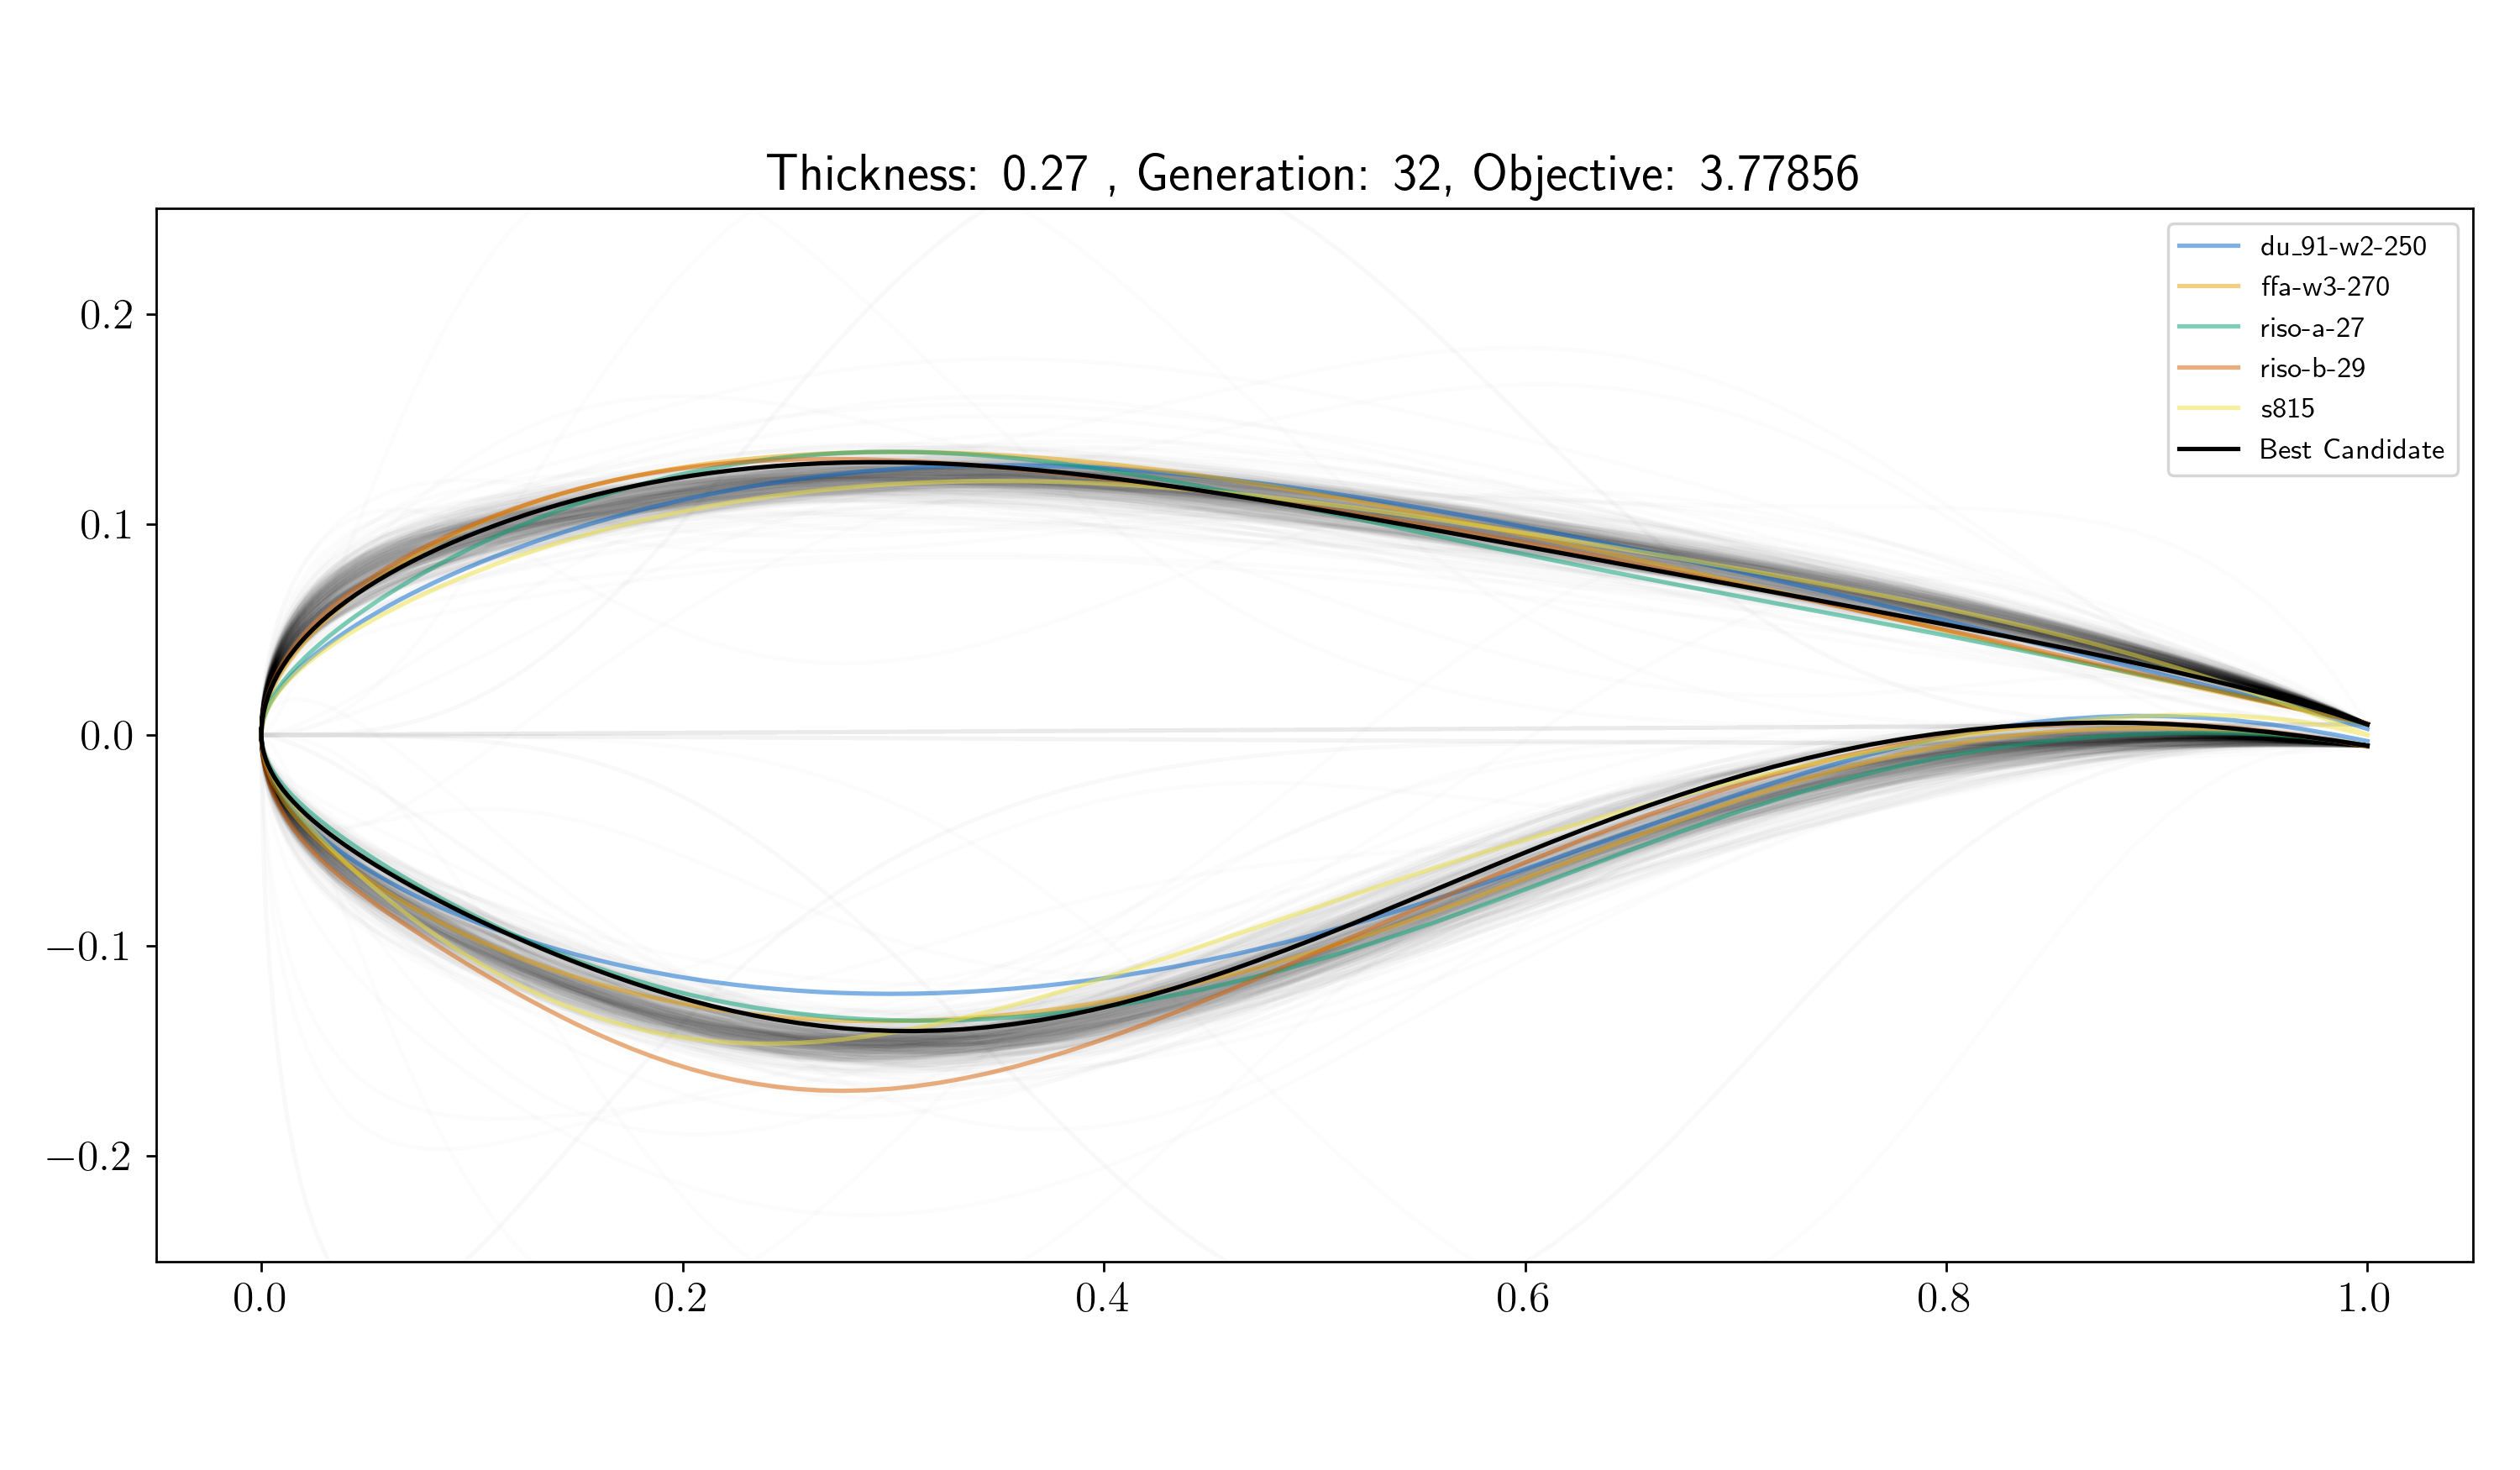 Thickness: 0.27 , Generation: 32, Objective: 3.77856
du_91-w2-250
ffa-w3-270
riso-a-27
riso-b-29
s815
Best Candidate
0.2
0.1
0.0
−0.1
−0.2
0.0 0.2 0.4 0.6 0.8 1.0